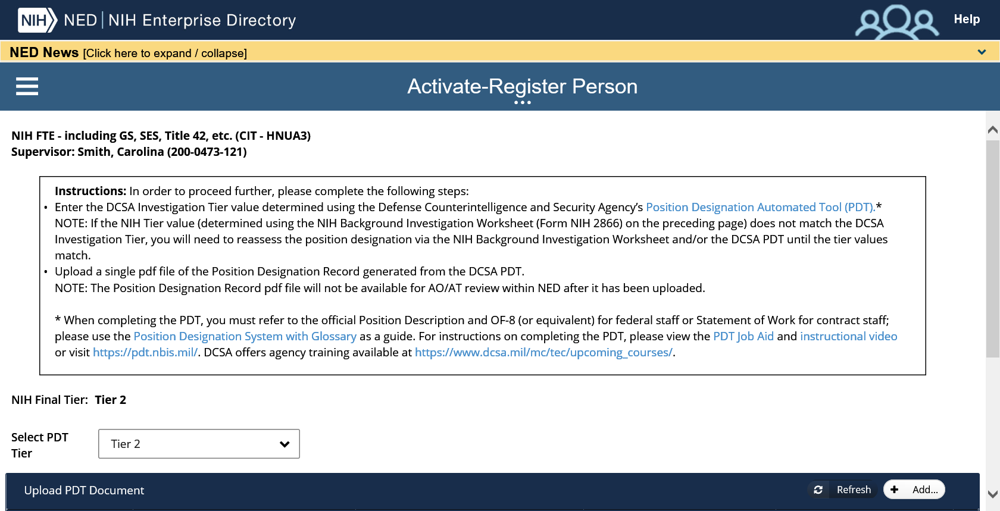 NIH NED | NIH Enterprise Directory
Help
NED News [Click here to expand / collapse]
Activate-Register Person
NIH FTE - including GS, SES, Title 42, etc. (CIT - HNUA3)
Supervisor: Smith, Carolina (200-0473-121)
Instructions: In order to proceed further, please complete the following steps:
• Enter the DCSA Investigation Tier value determined using the Defense Counterintelligence and Security Agency's Position Designation Automated Tool (PDT).*
NOTE: If the NIH Tier value (determined using the NIH Background Investigation Worksheet (Form NIH 2866) on the preceding page) does not match the DCSA
Investigation Tier, you will need to reassess the position designation via the NIH Background Investigation Worksheet and/or the DCSA PDT until the tier values
match.
• Upload a single pdf file of the Position Designation Record generated from the DCSA PDT.
NOTE: The Position Designation Record pdf file will not be available for AO/AT review within NED after it has been uploaded.
* When completing the PDT, you must refer to the official Position Description and OF-8 (or equivalent) for federal staff or Statement of Work for contract staff;
please use the Position Designation System with Glossary as a guide. For instructions on completing the PDT, please view the PDT Job Aid and instructional video
or visit https://pdt.nbis.mil/. DCSA offers agency training available at https://www.dcsa.mil/mc/tec/upcoming_courses/.
NIH Final Tier: Tier 2
Select PDT
Tier
Tier 2
Upload PDT Document
Refresh
Add...